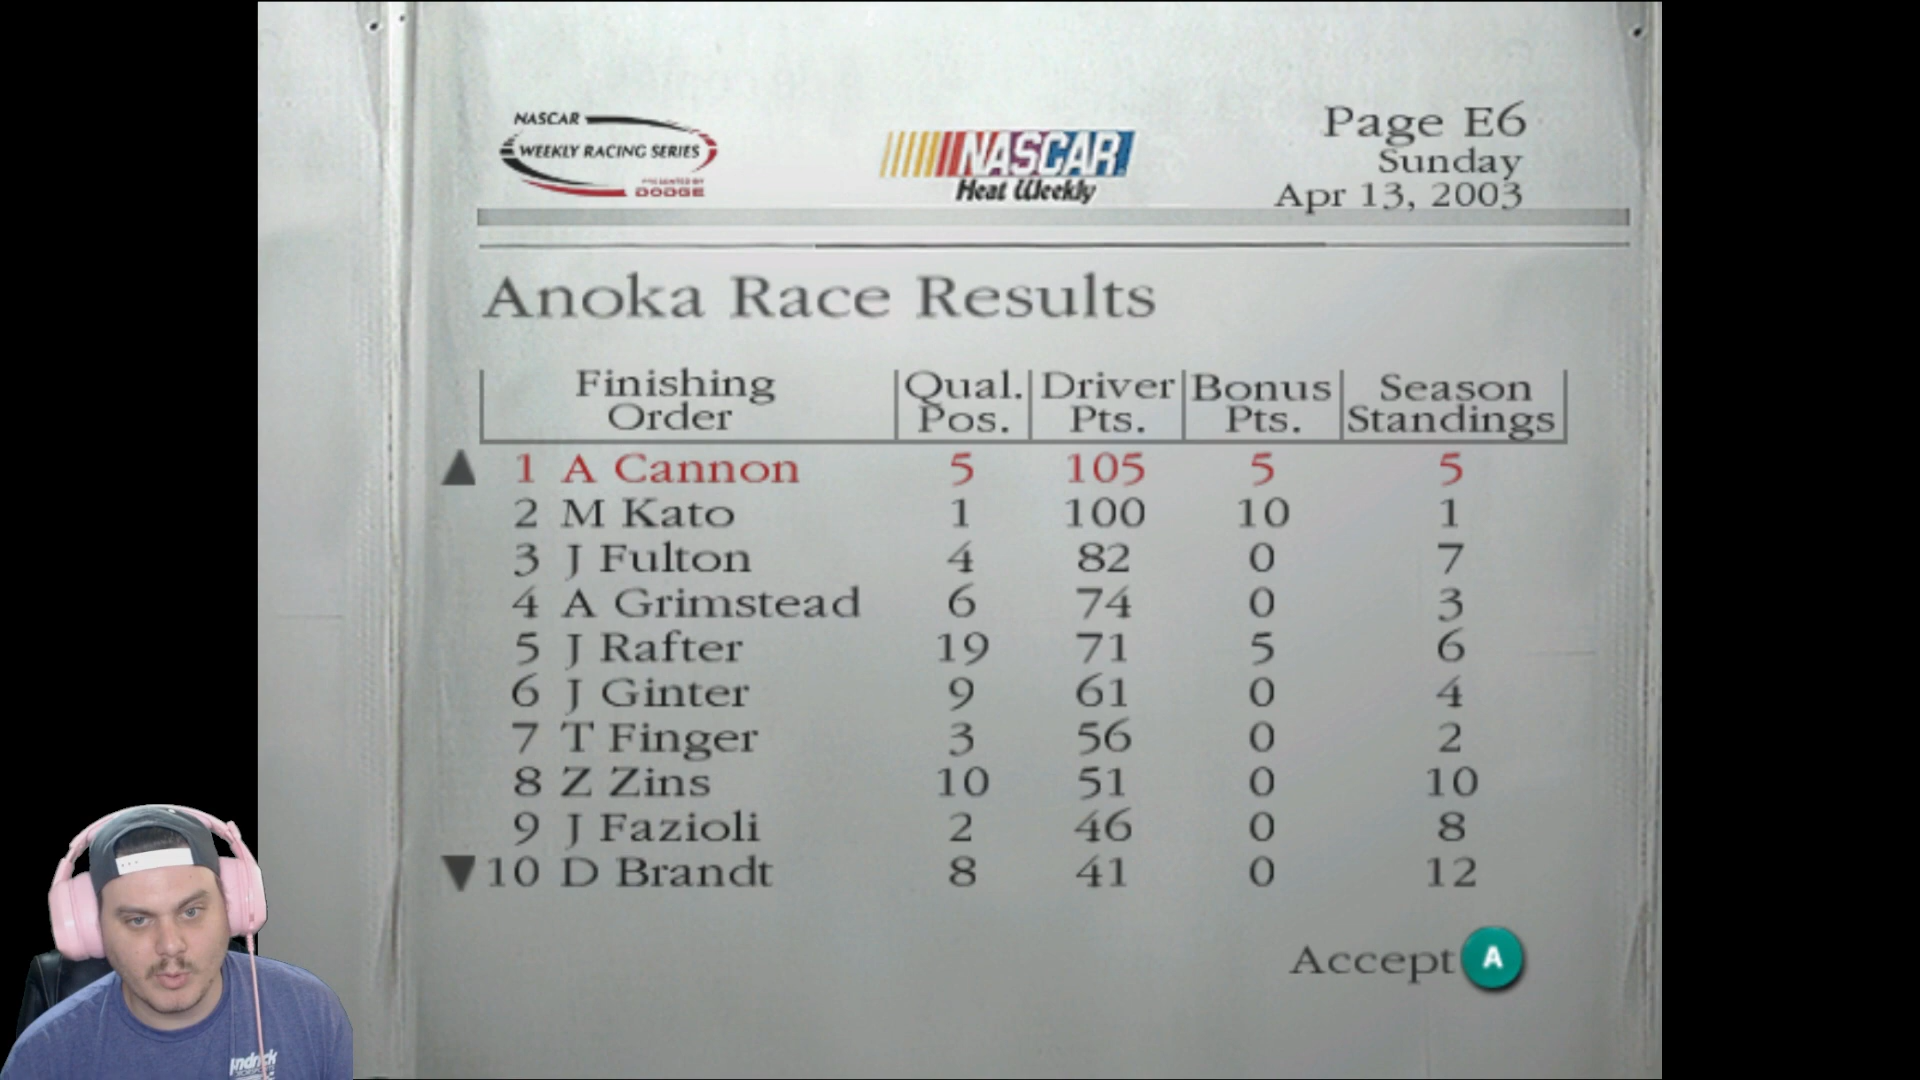 NASCAR
WEEKLY RACING SERIES
PRESENTED BY
DODGE
NASCAR
Heat Weekly
Page E6
Sunday
Apr 13, 2003
Anoka Race Results
Finishing Order Qual. Pos. Driver Pts. Bonus Pts. Season Standings
1 A Cannon 5 105 5 5
2 M Kato 1 100 10 1
3 J Fulton 4 82 0 7
4 A Grimstead 6 74 0 3
5 J Rafter 19 71 5 6
6 J Ginter 9 61 0 4
7 T Finger 3 56 0 2
8 Z Zins 10 51 0 10
9 J Fazioli 2 46 0 8
10 D Brandt 8 41 0 12
Accept A